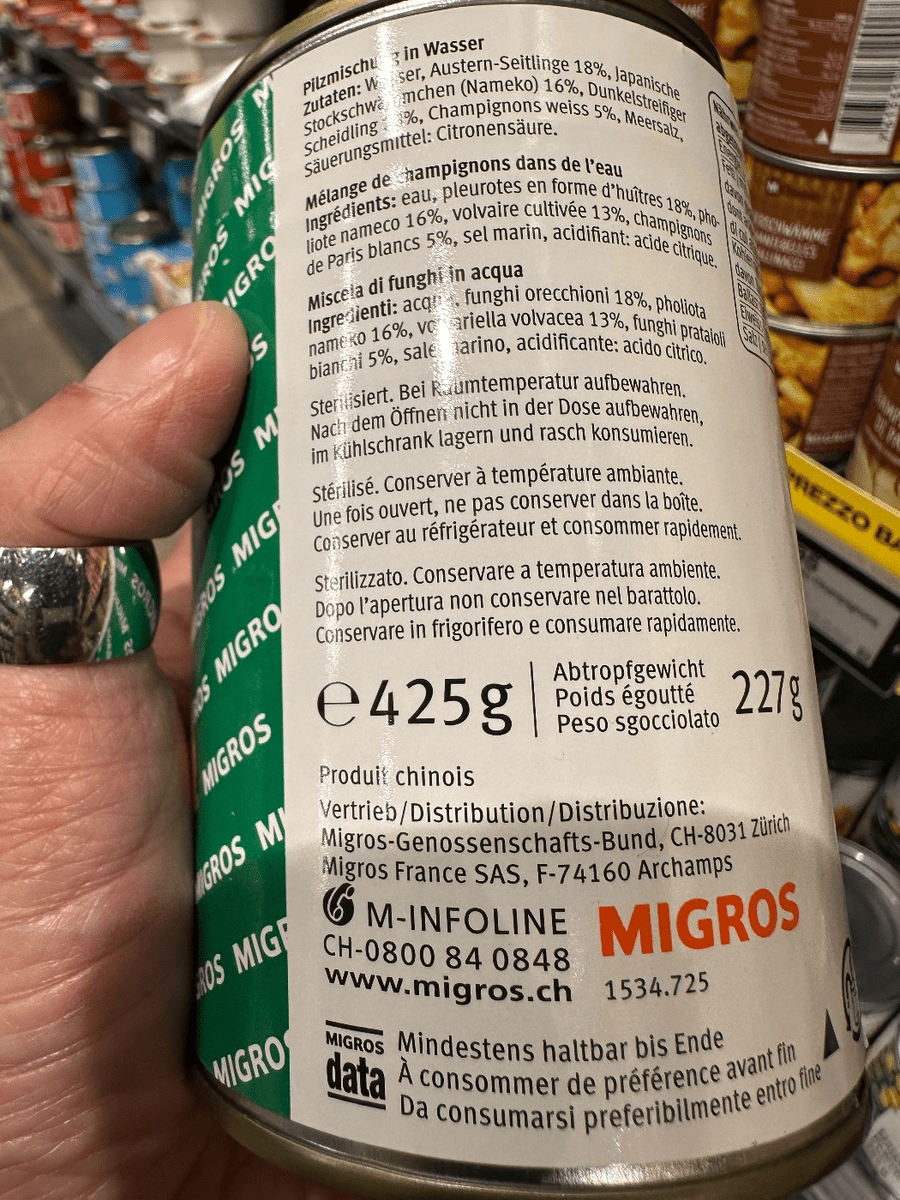 Pilzmischung in Wasser
Zutaten: Wasser, Austern-Seitlinge 18%, Japanische
Stockschwämmchen (Nameko) 16%, Dunkelstreifiger
Scheidling %, Champignons weiss 5%, Meersalz,
Säuerungsmittel: Citronensäure.
Mélange de champignons dans de l'eau
Ingrédients: eau, pleurotes en forme d'huîtres 18%, pho-
liote nameco 16%, volvaire cultivée 13%, champignons
de Paris blancs 5%, sel marin, acidifiant: acide citrique.
Miscela di funghi in acqua
Ingredienti: acqua, funghi orecchioni 18%, pholiota
nameko 16%, volvariella volvacea 13%, funghi prataioli
bianchi 5%, sale marino, acidificante: acido citrico.
Sterilisiert. Bei Raumtemperatur aufbewahren.
Nach dem Öffnen nicht in der Dose aufbewahren,
im Kühlschrank lagern und rasch konsumieren.
Stérilisé. Conserver à température ambiante.
Une fois ouvert, ne pas conserver dans la boîte.
Conserver au réfrigérateur et consommer rapidement.
Sterilizzato. Conservare a temperatura ambiente.
Dopo l'apertura non conservare nel barattolo.
Conservare in frigorifero e consumare rapidamente.
e425g
Abtropfgewicht
Poids égoutté
Peso sgocciolato
227g
Produit chinois
Vertrieb/Distribution/Distribuzione:
Migros-Genossenschafts-Bund, CH-8031 Zürich
Migros France SAS, F-74160 Archamps
M-INFOLINE
CH-0800 84 0848
www.migros.ch
MIGROS
1534.725
MIGROS
data
Mindestens haltbar bis Ende
À consommer de préférence avant fin
Da consumarsi preferibilmente entro fine
MIGROS
MIGROS
MIGROS
MIGROS
MIGROS
PREZZO